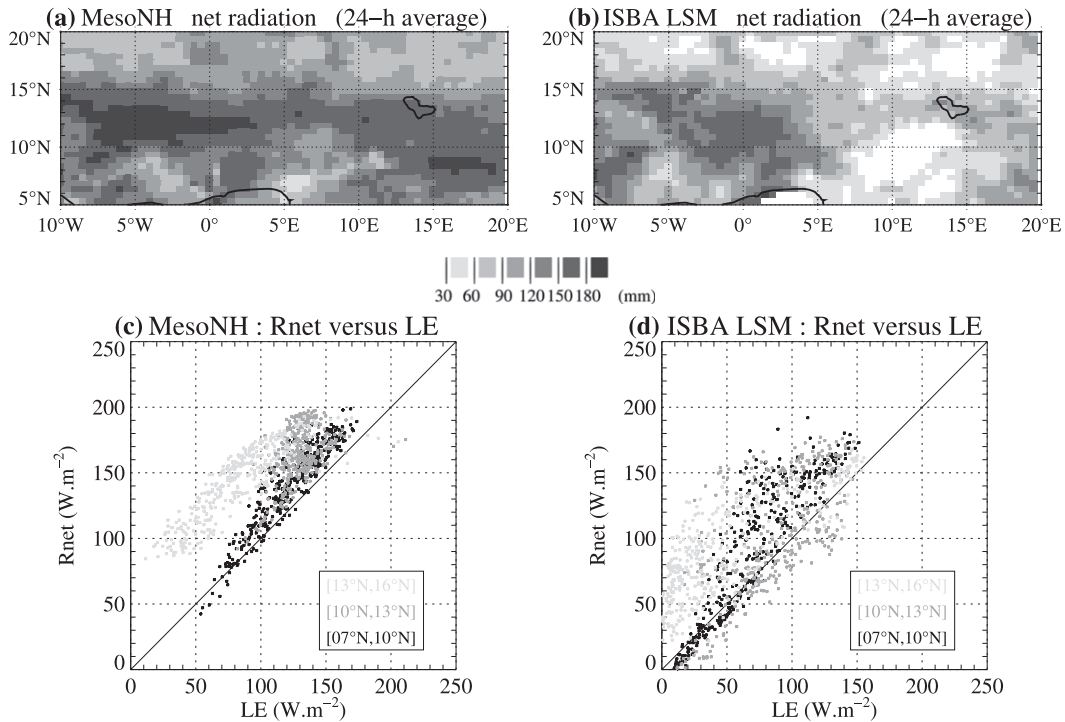 (a) MesoNH net radiation (24−h average)
20°N
15°N
10°N
5°N
10°W 5°W 0° 5°E 10°E 15°E 20°E
(b) ISBA LSM net radiation (24−h average)
20°N
15°N
10°N
5°N
10°W 5°W 0° 5°E 10°E 15°E 20°E
30 60 90 120 150 180 (mm)
(c) MesoNH : Rnet versus LE
250
200
150
100
50
0
Rnet (W.m⁻²)
[13°N,16°N]
[10°N,13°N]
[07°N,10°N]
0 50 100 150 200 250
LE (W.m⁻²)
(d) ISBA LSM : Rnet versus LE
250
200
150
100
50
0
Rnet (W.m⁻²)
[13°N,16°N]
[10°N,13°N]
[07°N,10°N]
0 50 100 150 200 250
LE (W.m⁻²)